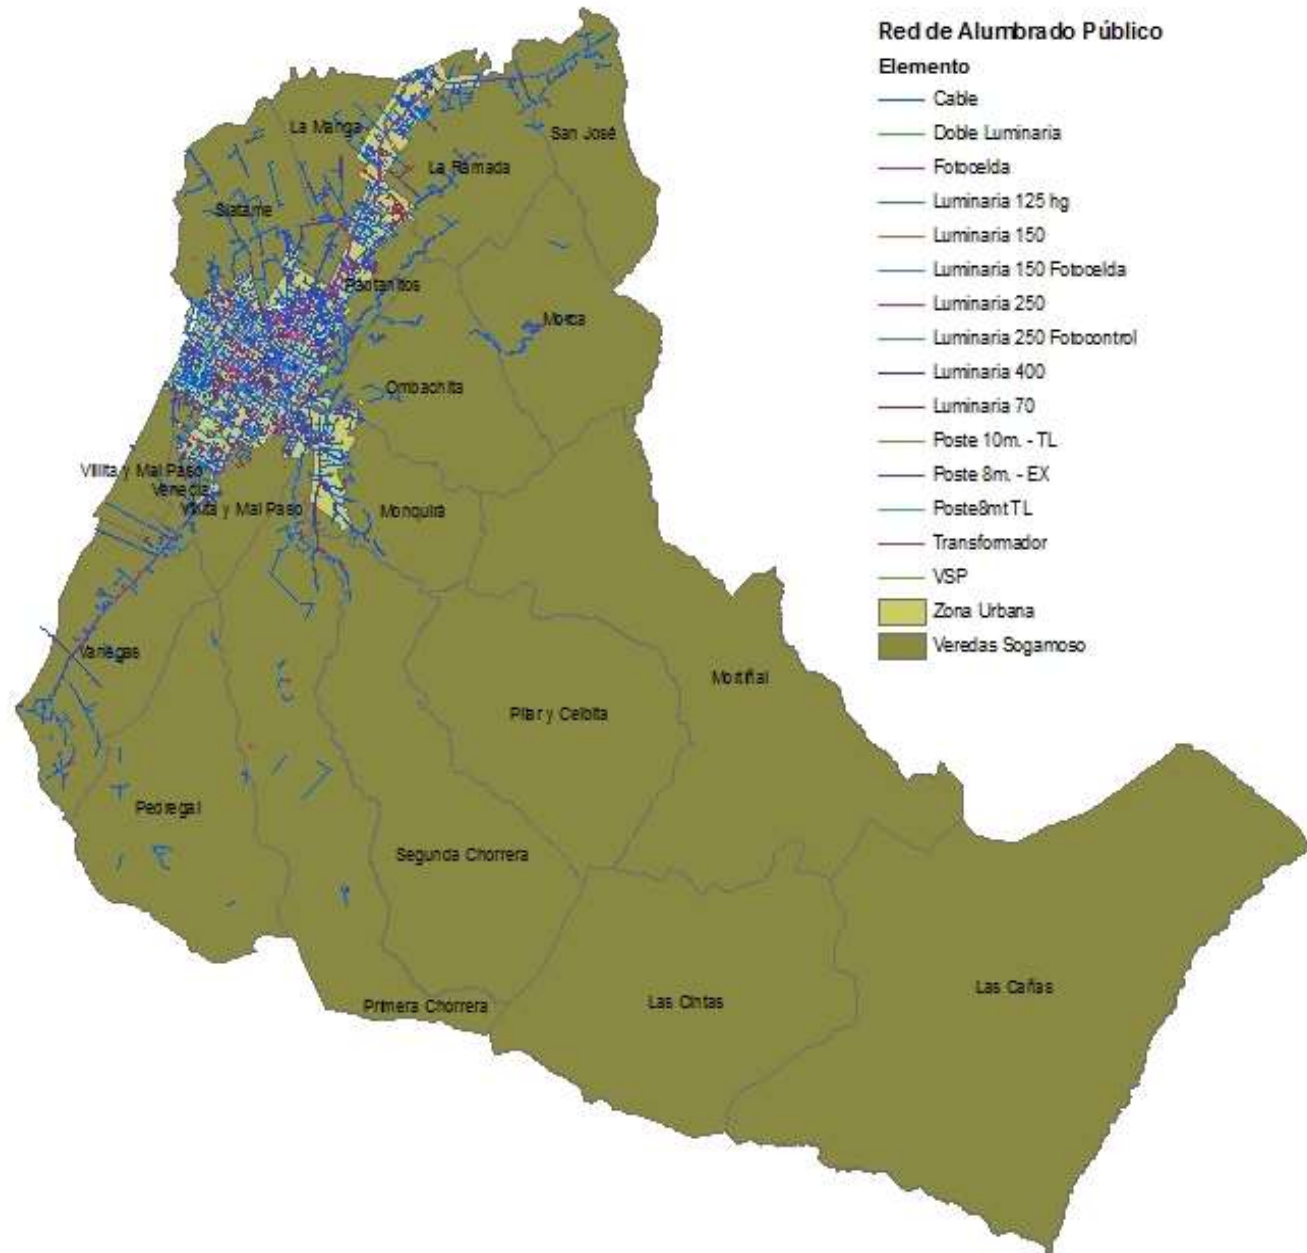 Red de Alumbrado Público
Elemento
Cable
Doble Luminaria
Fotocelda
Luminaria 125 hg
Luminaria 150
Luminaria 150 Fotocelda
Luminaria 250
Luminaria 250 Fotocontrol
Luminaria 400
Luminaria 70
Poste 10m. - TL
Poste 8m. - EX
Poste8mt TL
Transformador
VSP
Zona Urbana
Veredas Sogamoso
La Manga
San José
La Ramada
Siatame
Pantanitos
Morca
Ombachita
Villita y Mal Paso
Venecia
Villita y Mal Paso
Monquirá
Vanegas
Mortiñal
Pilar y Ceibita
Pedregal
Segunda Chorrera
Primera Chorrera
Las Cintas
Las Cañas